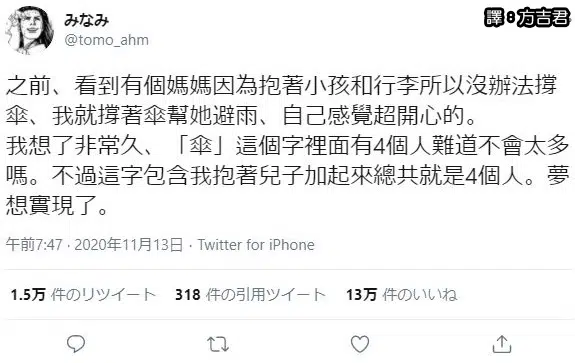 みなみ
譯8方吉君
@tomo_ahm
之前、看到有個媽媽因為抱著小孩和行李所以沒辦法撐
傘、我就撐著傘幫她避雨、自己感覺超開心的。
我想了非常久、「傘」這個字裡面有4個人難道不會太多
嗎。不過這字包含我抱著兒子加起來總共就是4個人。夢
想實現了。
午前7:47 · 2020年11月13日 · Twitter for iPhone
1.5万 件のリツイート 318 件の引用ツイート 13万 件のいいね